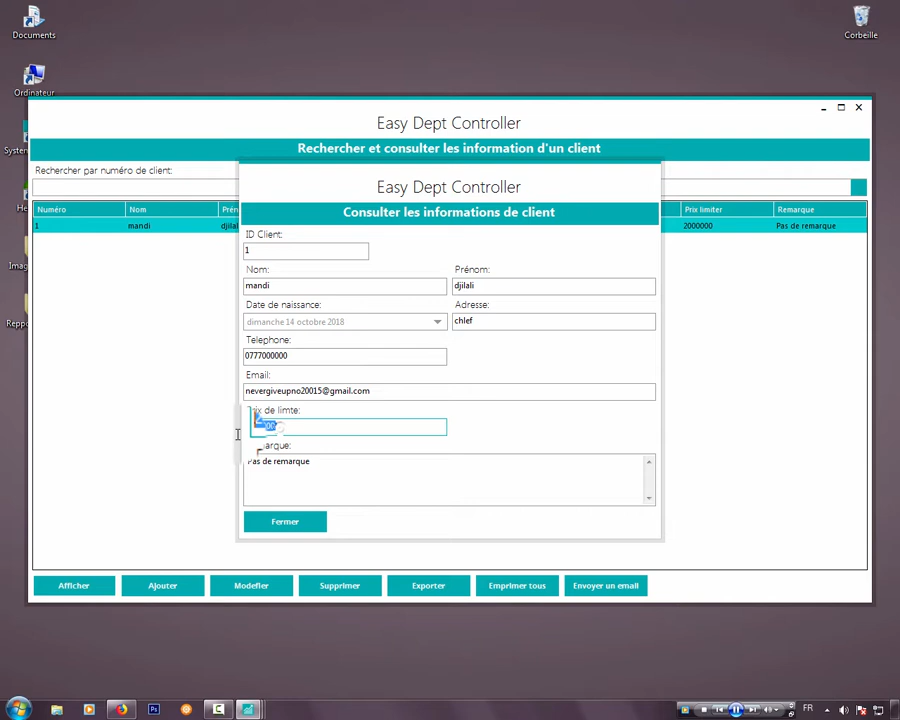 Documents
Corbeille
Ordinateur
Easy Dept Controller
Rechercher et consulter les information d'un client
Rechercher par numéro de client:
Numéro Nom Prix limiter Remarque
1 mandi 2000000 Pas de remarque
Easy Dept Controller
Consulter les informations de client
ID Client:
1
Nom: Prénom:
mandi djilali
Date de naissance: Adresse:
dimanche 14 octobre 2018 chlef
Telephone:
0777000000
Email:
nevergiveupno20015@gmail.com
de limte:
Pas de remarque
Fermer
Afficher Ajouter Modefier Supprimer Exporter Emprimer tous Envoyer un email
Ps FR